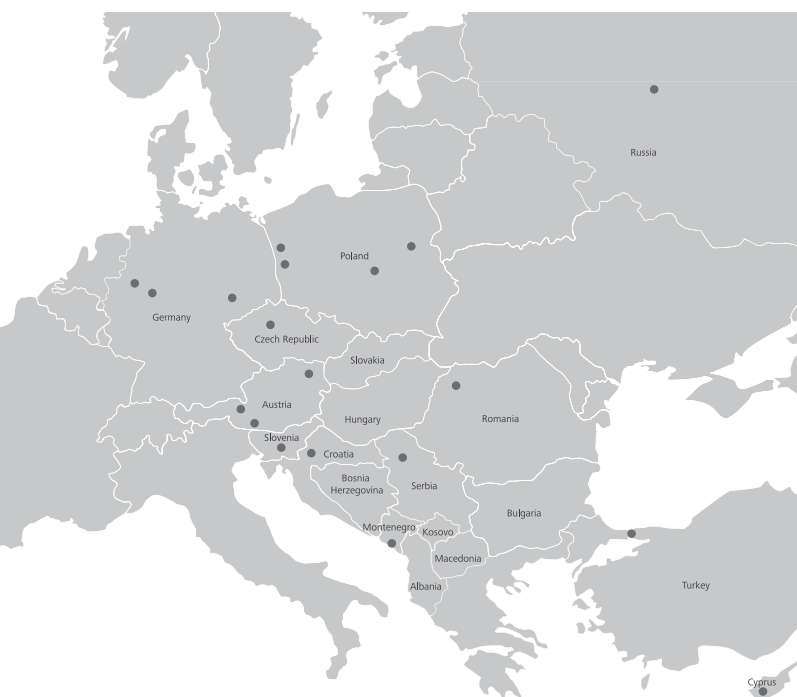 Russia
Poland
Germany
Czech Republic
Slovakia
Austria
Hungary
Romania
Slovenia
Croatia
Bosnia
Herzegovina
Serbia
Bulgaria
Montenegro
Kosovo
Macedonia
Albania
Turkey
Cyprus